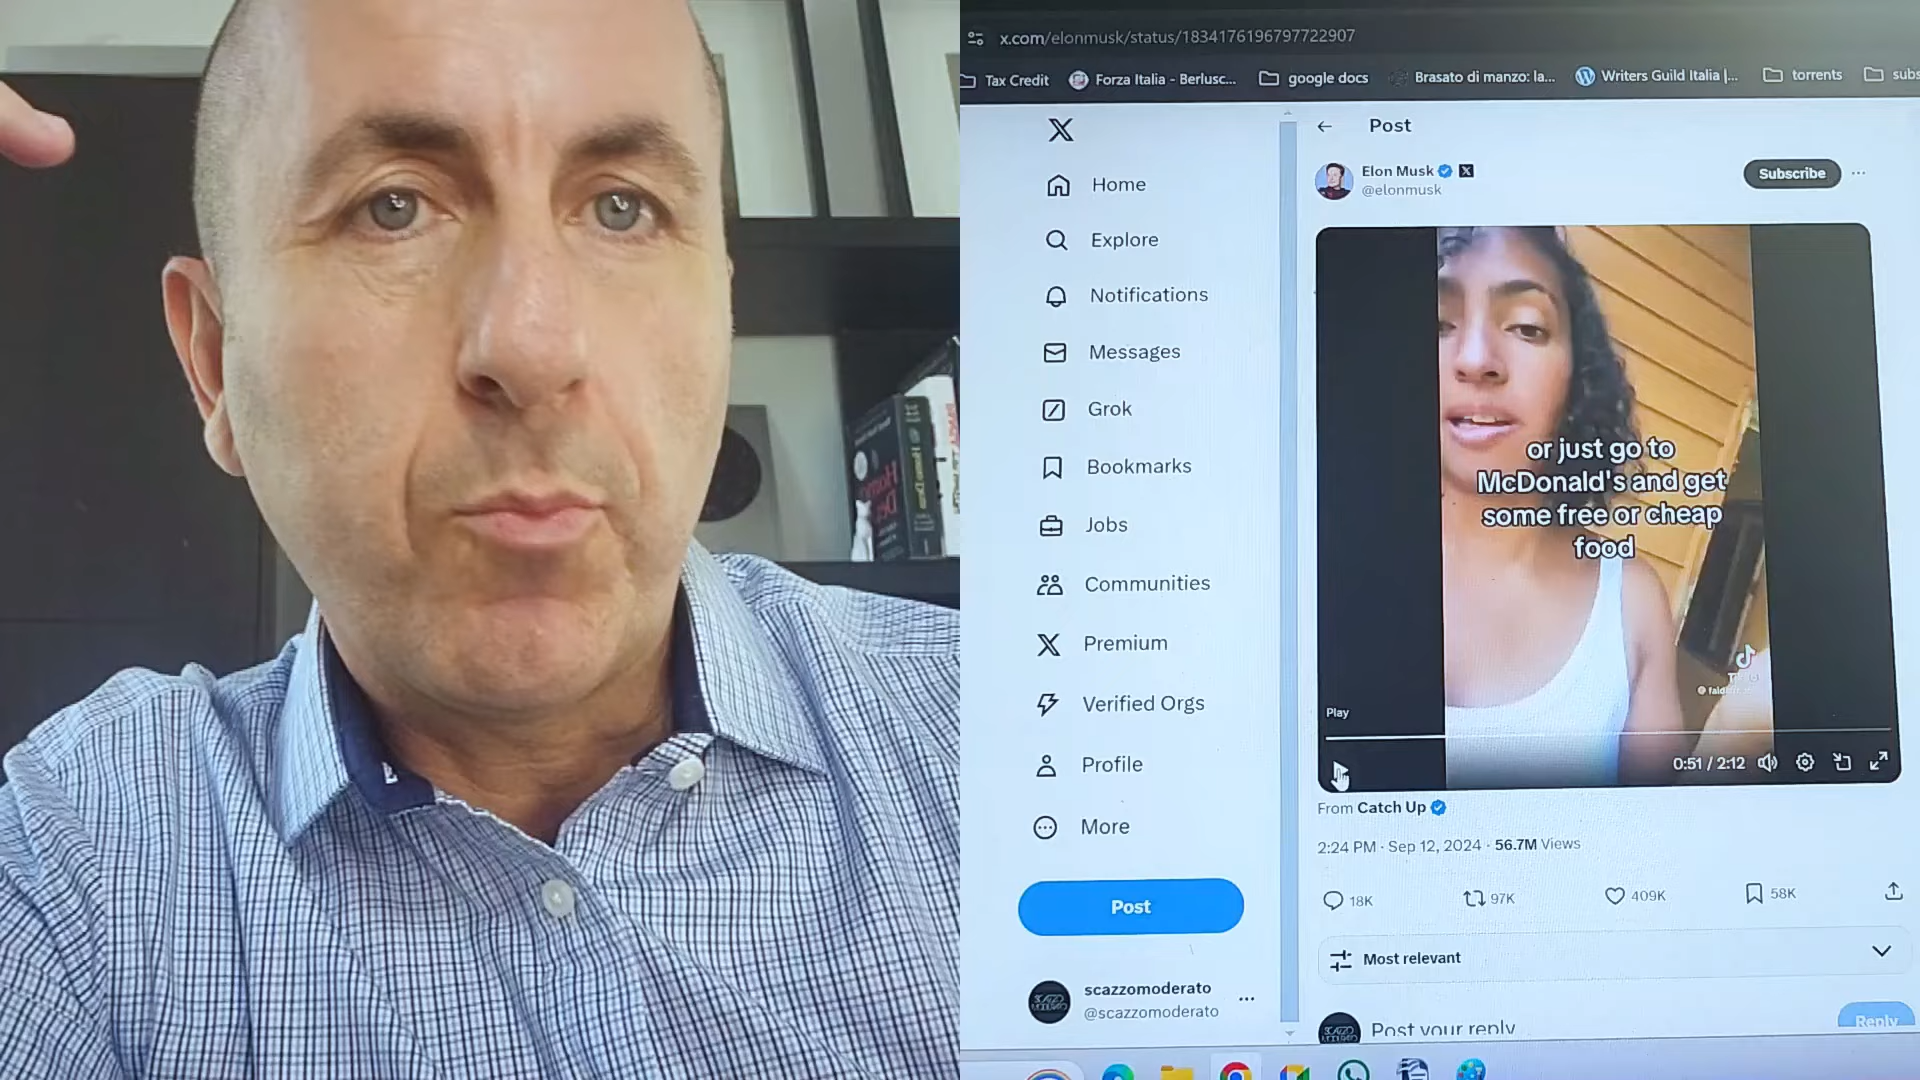 x.com/elonmusk/status/1834176196797722907
Tax Credit
Forza Italia - Berlusc...
google docs
Brasato di manzo: la...
Writers Guild Italia |...
torrents
subs
Home
Explore
Notifications
Messages
Grok
Bookmarks
Jobs
Communities
Premium
Verified Orgs
Profile
More
Post
scazzomoderato
@scazzomoderato
Post
Elon Musk
@elonmusk
Subscribe
or just go to
McDonald's and get
some free or cheap
food
Play
0:51 / 2:12
From Catch Up
2:24 PM · Sep 12, 2024 · 56.7M Views
18K
97K
409K
58K
Most relevant
Post your reply
Reply